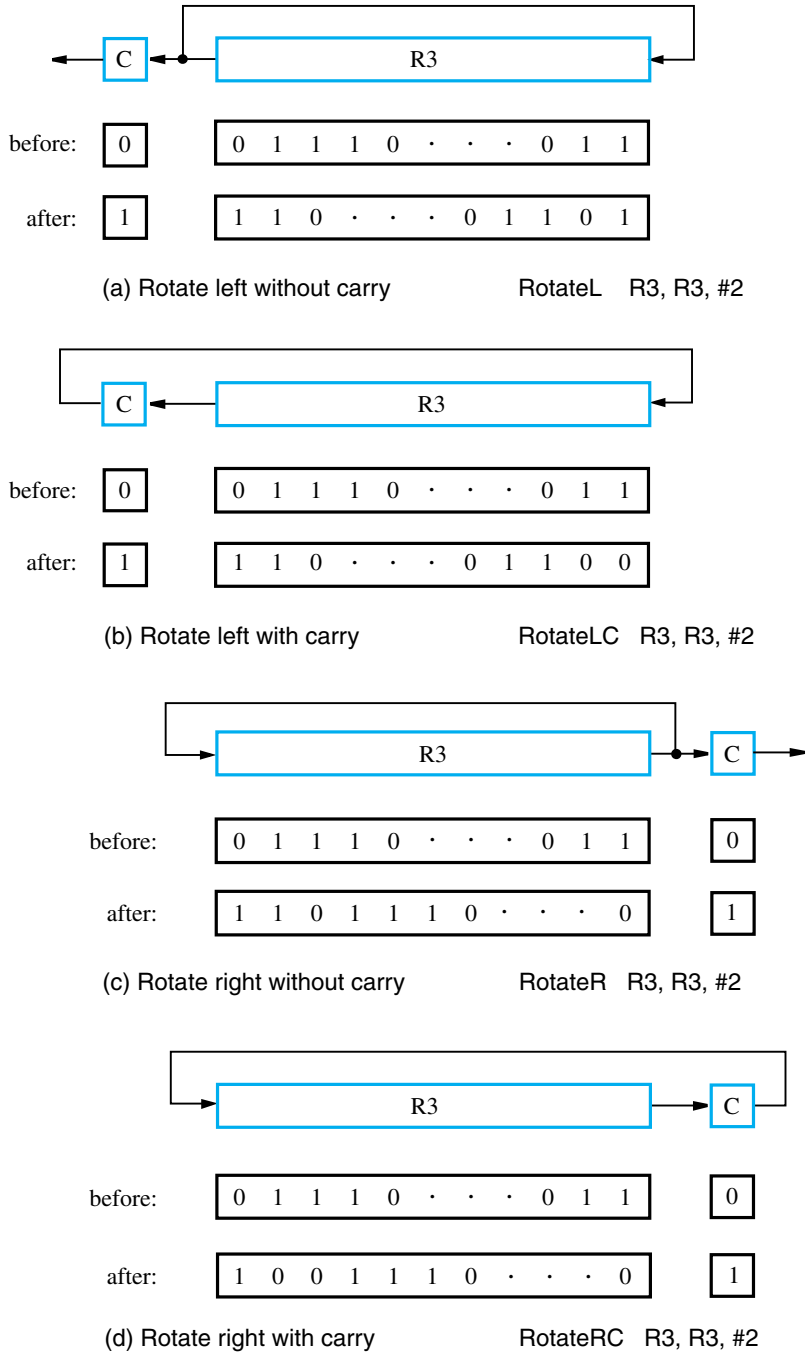 C R3
before: 0 0 1 1 1 0 · · · 0 1 1
after: 1 1 1 0 · · · 0 1 1 0 1
(a) Rotate left without carry RotateL R3, R3, #2
C R3
before: 0 0 1 1 1 0 · · · 0 1 1
after: 1 1 1 0 · · · 0 1 1 0 0
(b) Rotate left with carry RotateLC R3, R3, #2
R3 C
before: 0 1 1 1 0 · · · 0 1 1 0
after: 1 1 0 1 1 1 0 · · · 0 1
(c) Rotate right without carry RotateR R3, R3, #2
R3 C
before: 0 1 1 1 0 · · · 0 1 1 0
after: 1 0 0 1 1 1 0 · · · 0 1
(d) Rotate right with carry RotateRC R3, R3, #2